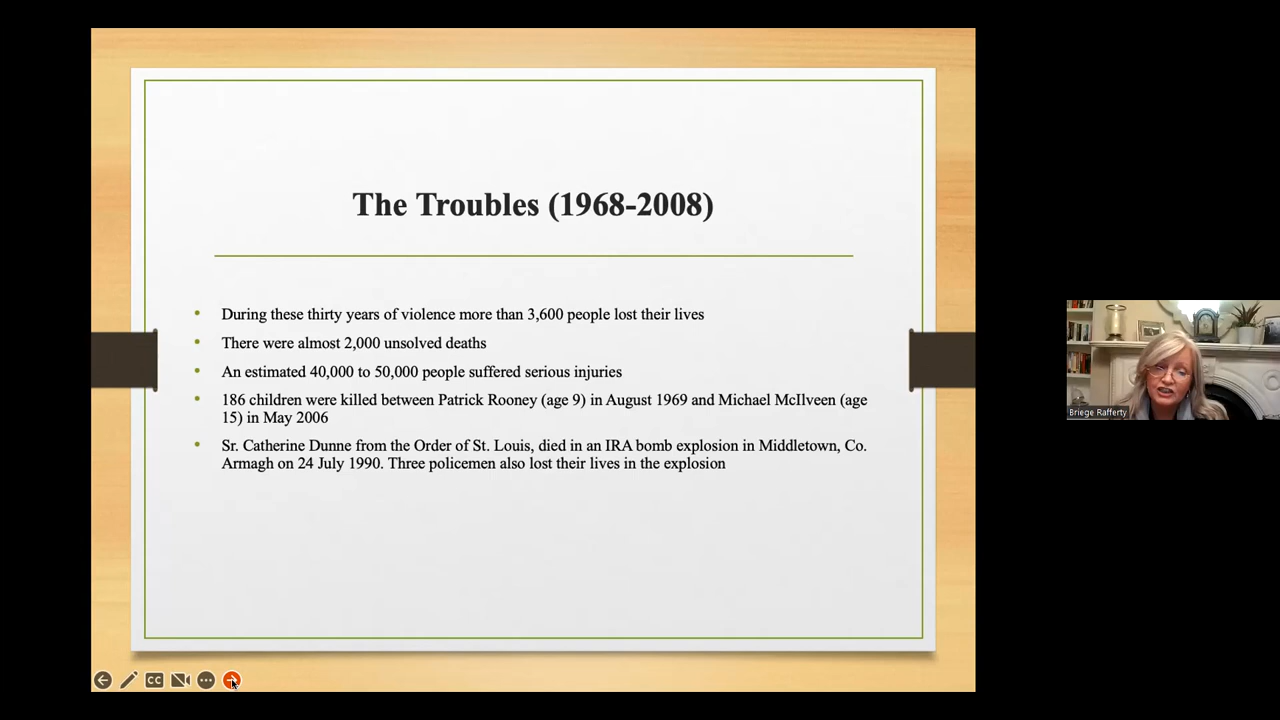 The Troubles (1968-2008)
• During these thirty years of violence more than 3,600 people lost their lives
• There were almost 2,000 unsolved deaths
• An estimated 40,000 to 50,000 people suffered serious injuries
• 186 children were killed between Patrick Rooney (age 9) in August 1969 and Michael McIlveen (age
15) in May 2006
• Sr. Catherine Dunne from the Order of St. Louis, died in an IRA bomb explosion in Middletown, Co.
Armagh on 24 July 1990. Three policemen also lost their lives in the explosion
Briege Rafferty
CC